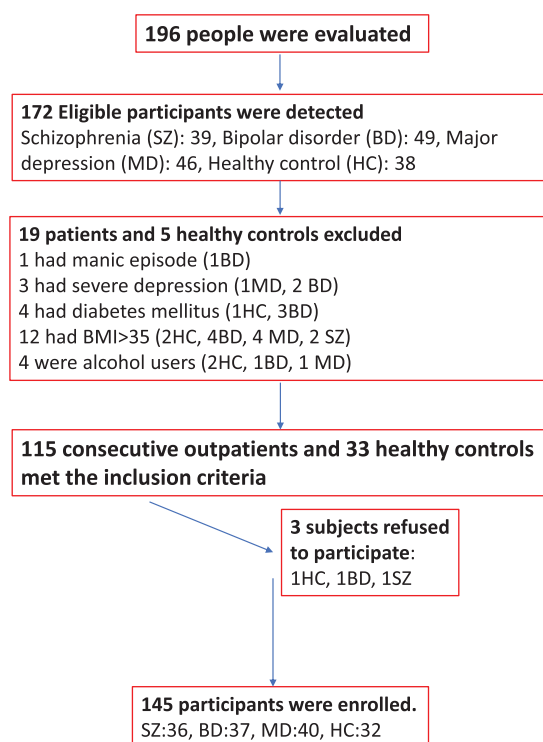 196 people were evaluated
172 Eligible participants were detected
Schizophrenia (SZ): 39, Bipolar disorder (BD): 49, Major
depression (MD): 46, Healthy control (HC): 38
19 patients and 5 healthy controls excluded
1 had manic episode (1BD)
3 had severe depression (1MD, 2 BD)
4 had diabetes mellitus (1HC, 3BD)
12 had BMI>35 (2HC, 4BD, 4 MD, 2 SZ)
4 were alcohol users (2HC, 1BD, 1 MD)
115 consecutive outpatients and 33 healthy controls
met the inclusion criteria
3 subjects refused
to participate:
1HC, 1BD, 1SZ
145 participants were enrolled.
SZ:36, BD:37, MD:40, HC:32